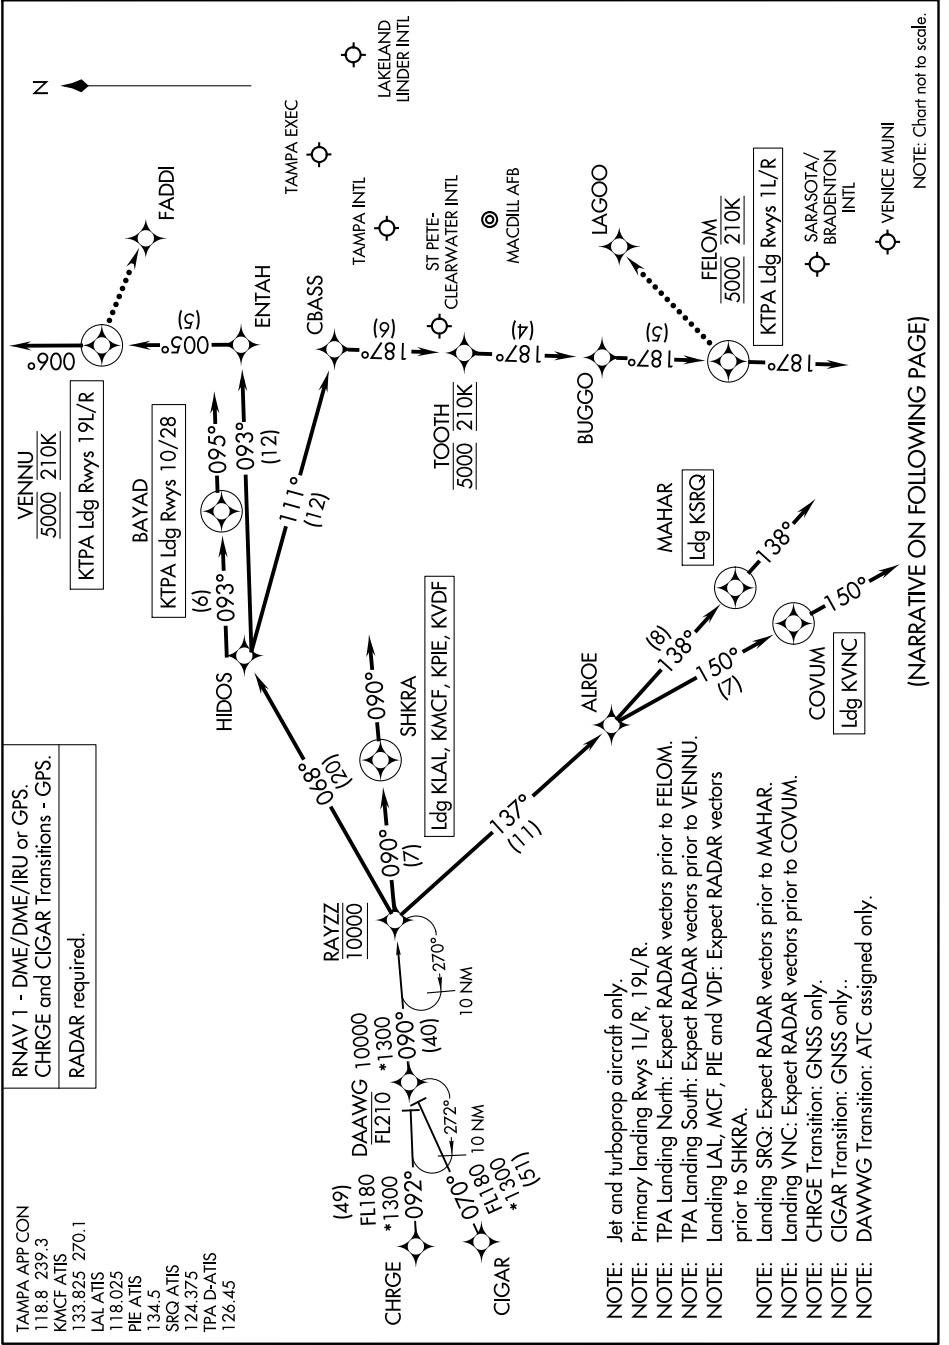 RNAV 1 - DME/DME/IRU or GPS.
CHRGE and CIGAR Transitions - GPS.
RADAR required.
TAMPA APP CON
118.8 239.3
KMCF ATIS
133.825 270.1
LAL ATIS
118.025
PIE ATIS
134.5
SRQ ATIS
124.375
TPA D-ATIS
126.45
N
VENNU
5000 210K
KTPA Ldg Rwys 19L/R
006°
FADDI
005°
(5)
ENTAH
BAYAD
KTPA Ldg Rwys 10/28
095°
(6)
093°
093°
(12)
HIDOS
111°
(12)
CBASS
187°
(6)
TOOTH
5000 210K
187°
(4)
BUGGO
187°
(5)
FELOM
5000 210K
KTPA Ldg Rwys 1L/R
187°
LAGOO
TAMPA EXEC
LAKELAND
LINDER INTL
TAMPA INTL
ST PETE-
CLEARWATER INTL
MACDILL AFB
SARASOTA/
BRADENTON
INTL
VENICE MUNI
NOTE: Chart not to scale.
068°
(20)
SHKRA
090°
Ldg KLAL, KMCF, KPIE, KVDF
090°
(7)
RAYZZ
10000
270°
10 NM
137°
(11)
ALROE
138°
(8)
MAHAR
Ldg KSRQ
138°
150°
(7)
COVUM
Ldg KVNC
150°
10000
*1300
090°
(40)
DAAWG
FL210
272°
10 NM
(49)
FL180
*1300
092°
CHRGE
070°
FL180
*1300
(51)
CIGAR
NOTE: Jet and turboprop aircraft only.
NOTE: Primary landing Rwys 1L/R, 19L/R.
NOTE: TPA Landing North: Expect RADAR vectors prior to FELOM.
NOTE: TPA Landing South: Expect RADAR vectors prior to VENNU.
NOTE: Landing LAL, MCF, PIE and VDF: Expect RADAR vectors
prior to SHKRA.
NOTE: Landing SRQ: Expect RADAR vectors prior to MAHAR.
NOTE: Landing VNC: Expect RADAR vectors prior to COVUM.
NOTE: CHRGE Transition: GNSS only.
NOTE: CIGAR Transition: GNSS only..
NOTE: DAWWG Transition: ATC assigned only.
(NARRATIVE ON FOLLOWING PAGE)